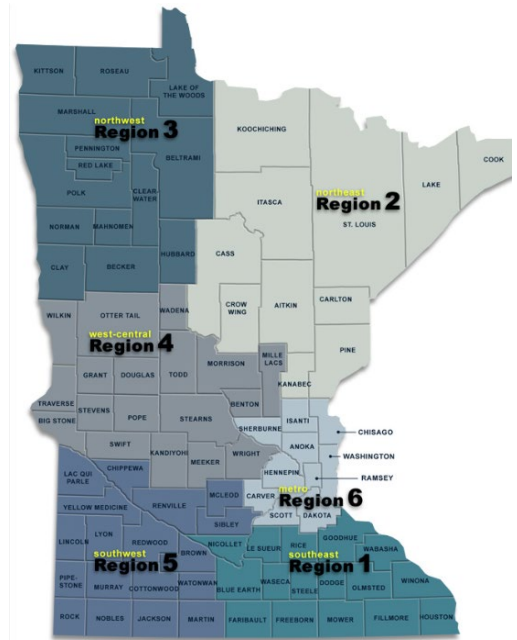 KITTSON
ROSEAU
LAKE OF
THE WOODS
MARSHALL
northwest
Region 3
KOOCHICHING
PENNINGTON
RED LAKE
BELTRAMI
COOK
POLK
CLEAR-
WATER
ITASCA
northeast
Region 2
LAKE
ST. LOUIS
NORMAN
MAHNOMEN
HUBBARD
CASS
CLAY
BECKER
WILKIN
OTTER TAIL
WADENA
CROW
WING
AITKIN
CARLTON
west-central
Region 4
PINE
GRANT
DOUGLAS
TODD
MORRISON
MILLE
LACS
KANABEC
TRAVERSE
BIG STONE
STEVENS
POPE
STEARNS
BENTON
SHERBURNE
ISANTI
CHISAGO
SWIFT
KANDIYOHI
MEEKER
WRIGHT
ANOKA
WASHINGTON
HENNEPIN
RAMSEY
LAC QUI
PARLE
CHIPPEWA
MCLEOD
CARVER
metro
Region 6
YELLOW MEDICINE
RENVILLE
SIBLEY
SCOTT
DAKOTA
LINCOLN
LYON
REDWOOD
BROWN
NICOLLET
LE SUEUR
RICE
GOODHUE
WABASHA
southwest
Region 5
southeast
Region 1
PIPE-
STONE
MURRAY
COTTONWOOD
WATONWAN
BLUE EARTH
WASECA
STEELE
DODGE
OLMSTED
WINONA
ROCK
NOBLES
JACKSON
MARTIN
FARIBAULT
FREEBORN
MOWER
FILLMORE
HOUSTON